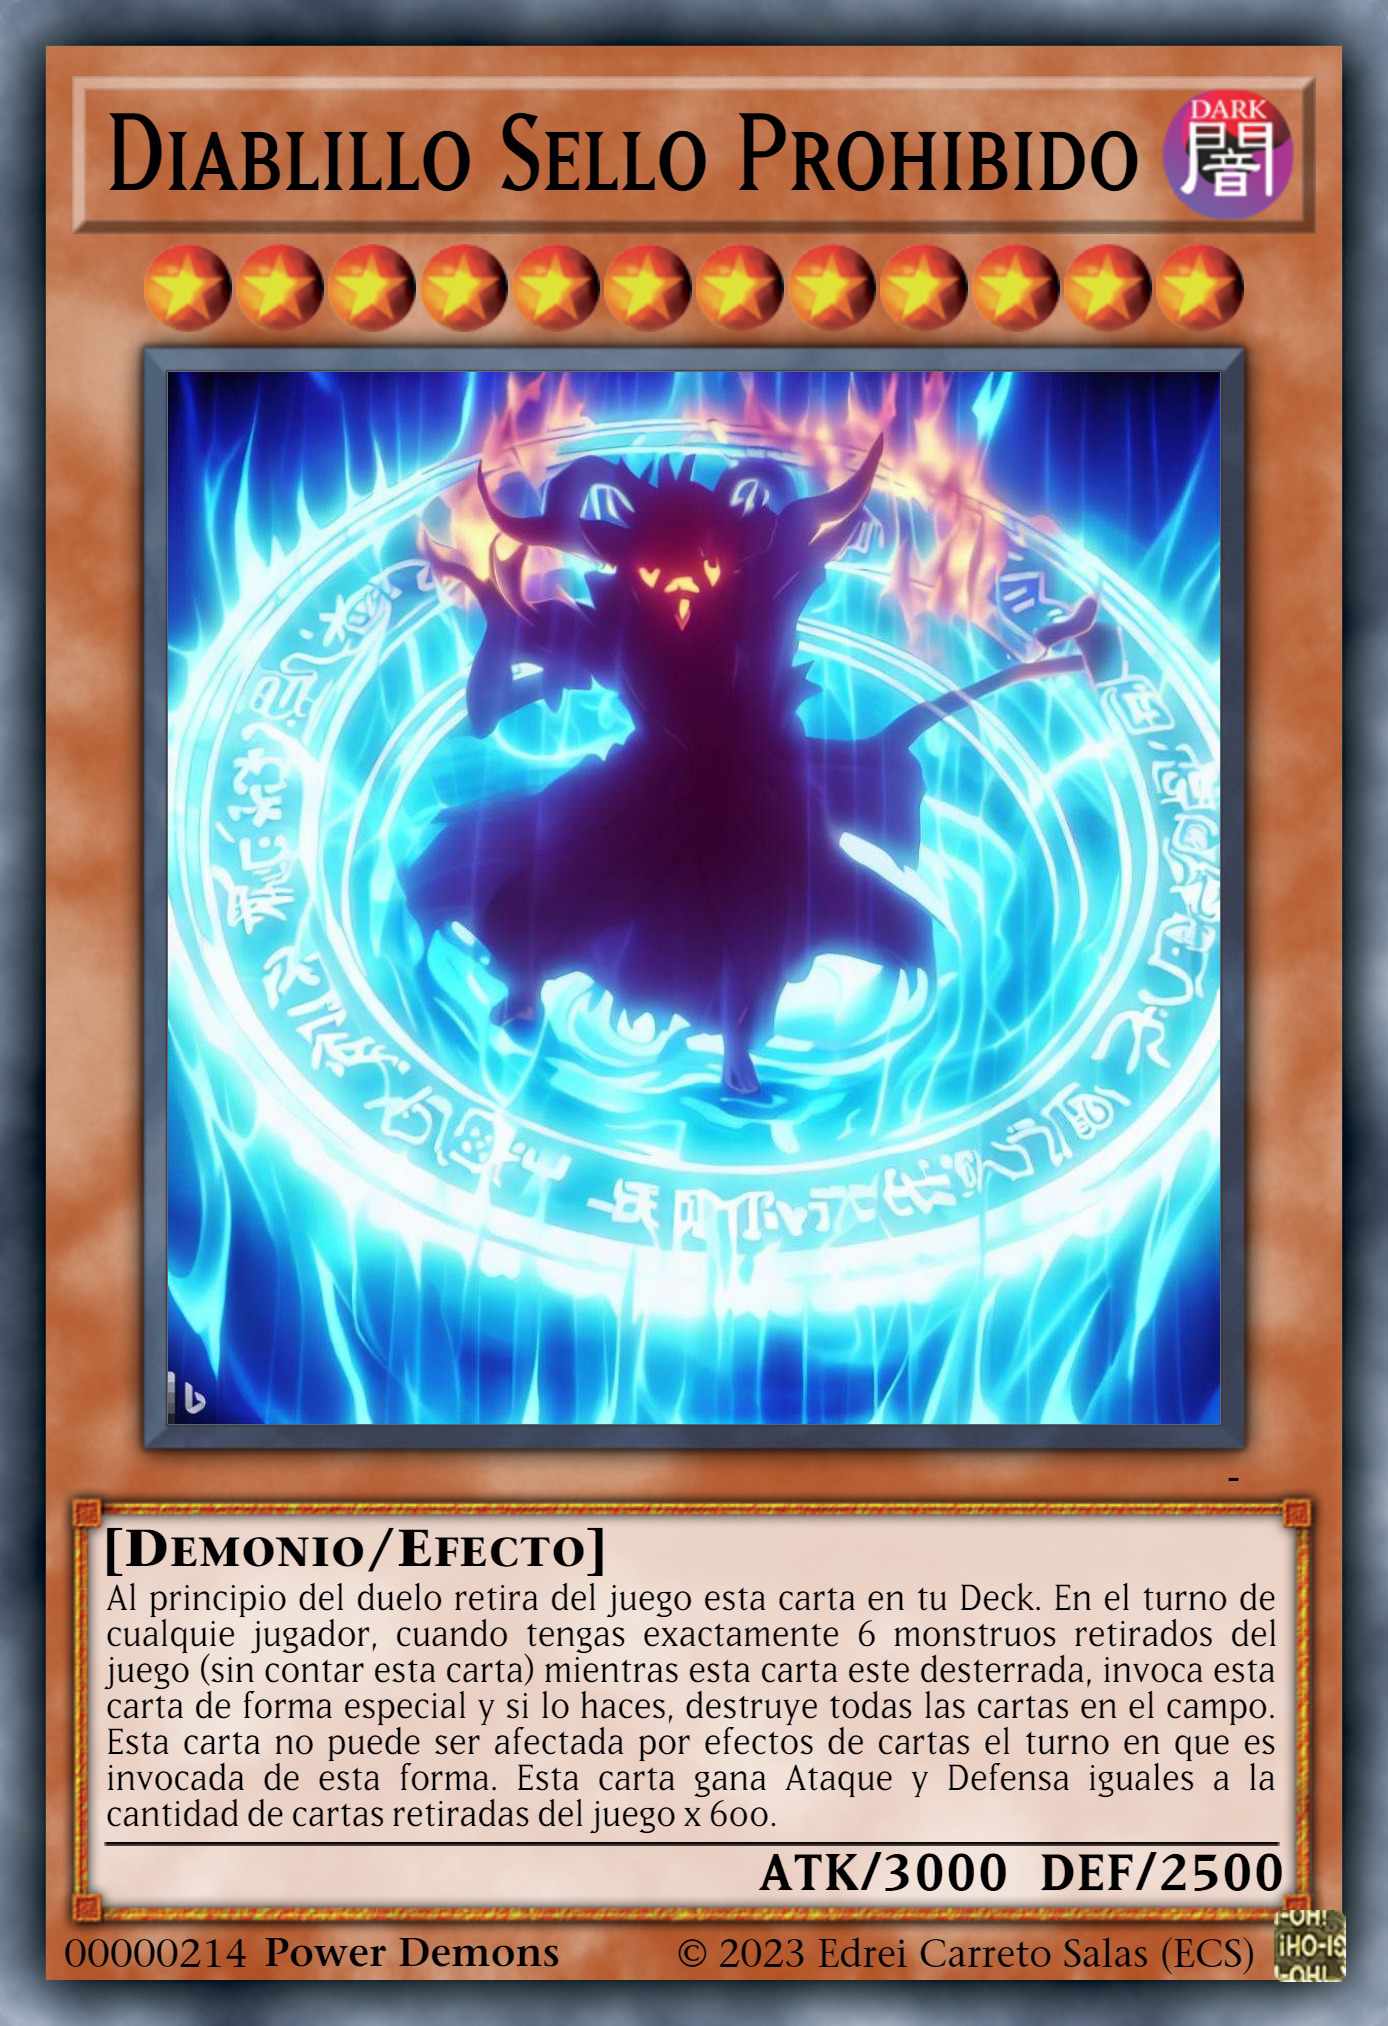 Diablillo Sello Prohibido
DARK
闇
-
[Demonio/Efecto]
Al principio del duelo retira del juego esta carta en tu Deck. En el turno de
cualquie jugador, cuando tengas exactamente 6 monstruos retirados del
juego (sin contar esta carta) mientras esta carta este desterrada, invoca esta
carta de forma especial y si lo haces, destruye todas las cartas en el campo.
Esta carta no puede ser afectada por efectos de cartas el turno en que es
invocada de esta forma. Esta carta gana Ataque y Defensa iguales a la
cantidad de cartas retiradas del juego x 600.
ATK/3000 DEF/2500
00000214 Power Demons © 2023 Edrei Carreto Salas (ECS)